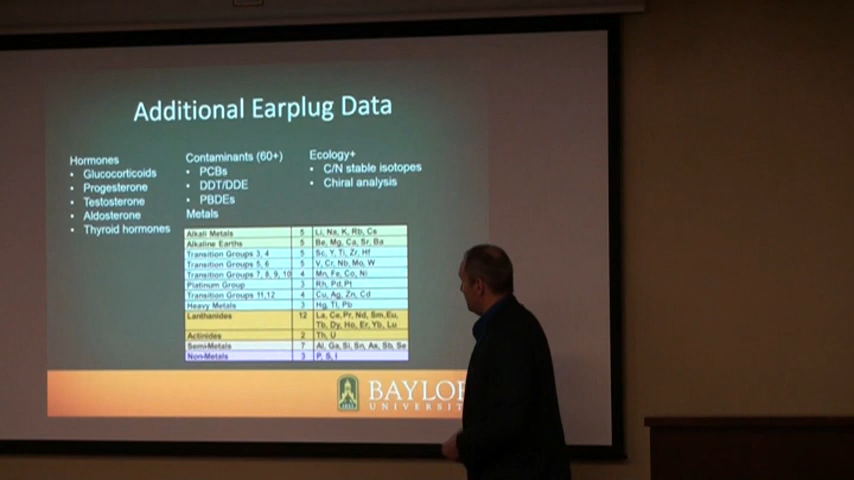 Additional Earplug Data
Hormones
• Glucocorticoids
• Progesterone
• Testosterone
• Aldosterone
• Thyroid hormones
Contaminants (60+)
• PCBs
• DDT/DDE
• PBDEs
Metals
Ecology+
• C/N stable isotopes
• Chiral analysis
Alkali Metals 5 Li, Na, K, Rb, Cs
Alkaline Earths 5 Be, Mg, Ca, Sr, Ba
Transition Groups 3, 4 5 Sc, Y, Ti, Zr, Hf
Transition Groups 5, 6 5 V, Cr, Nb, Mo, W
Transition Groups 7, 8, 9, 10 4 Mn, Fe, Co, Ni
Platinum Group 3 Rh, Pd, Pt
Transition Groups 11,12 4 Cu, Ag, Zn, Cd
Heavy Metals 3 Hg, Tl, Pb
Lanthanides 12 La, Ce, Pr, Nd, Sm, Eu,
Tb, Dy, Ho, Er, Yb, Lu
Actinides 2 Th, U
Semi-Metals 7 Al, Ga, Si, Sn, As, Sb, Se
Non-Metals 3 P, S, I
BAYLO
UNIVERSIT